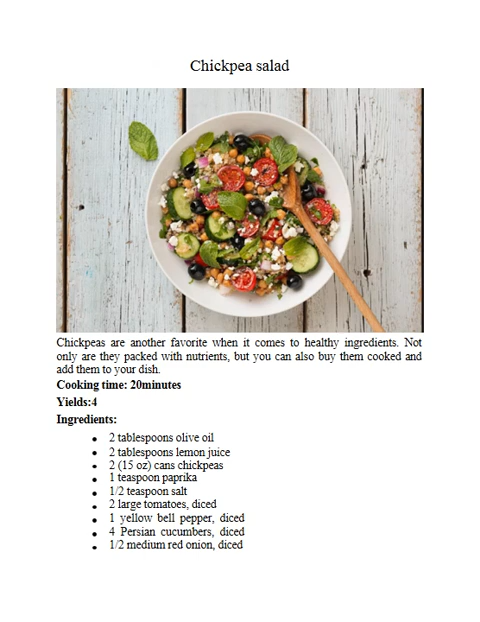 Chickpea salad
Chickpeas are another favorite when it comes to healthy ingredients. Not
only are they packed with nutrients, but you can also buy them cooked and
add them to your dish.
Cooking time: 20minutes
Yields:4
Ingredients:
• 2 tablespoons olive oil
• 2 tablespoons lemon juice
• 2 (15 oz) cans chickpeas
• 1 teaspoon paprika
• 1/2 teaspoon salt
• 2 large tomatoes, diced
• 1 yellow bell pepper, diced
• 4 Persian cucumbers, diced
• 1/2 medium red onion, diced